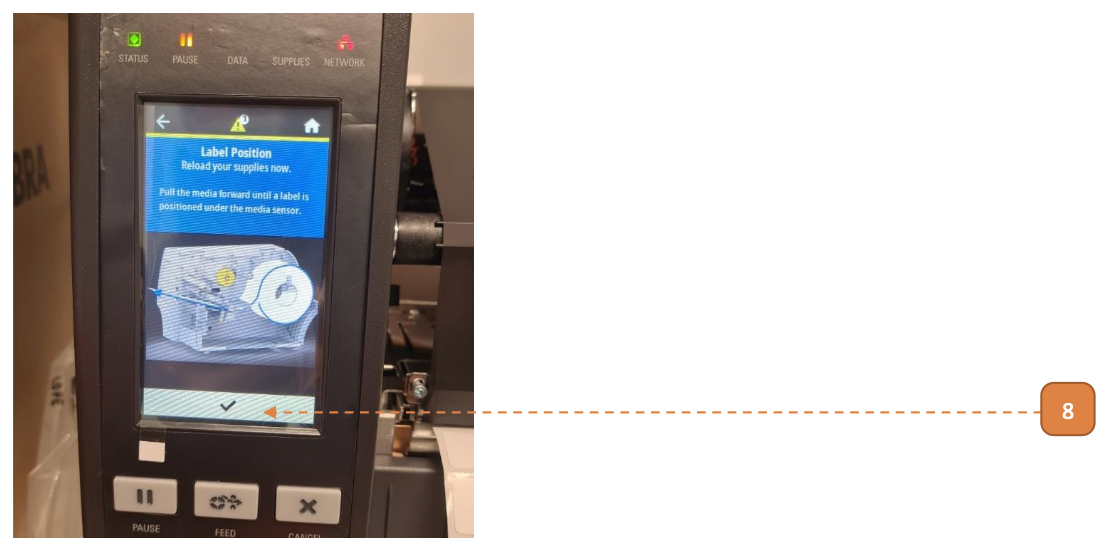 STATUS PAUSE DATA SUPPLIES NETWORK
1
Label Position
Reload your supplies now.
Pull the media forward until a label is
positioned under the media sensor.
8
PAUSE FEED CANCEL